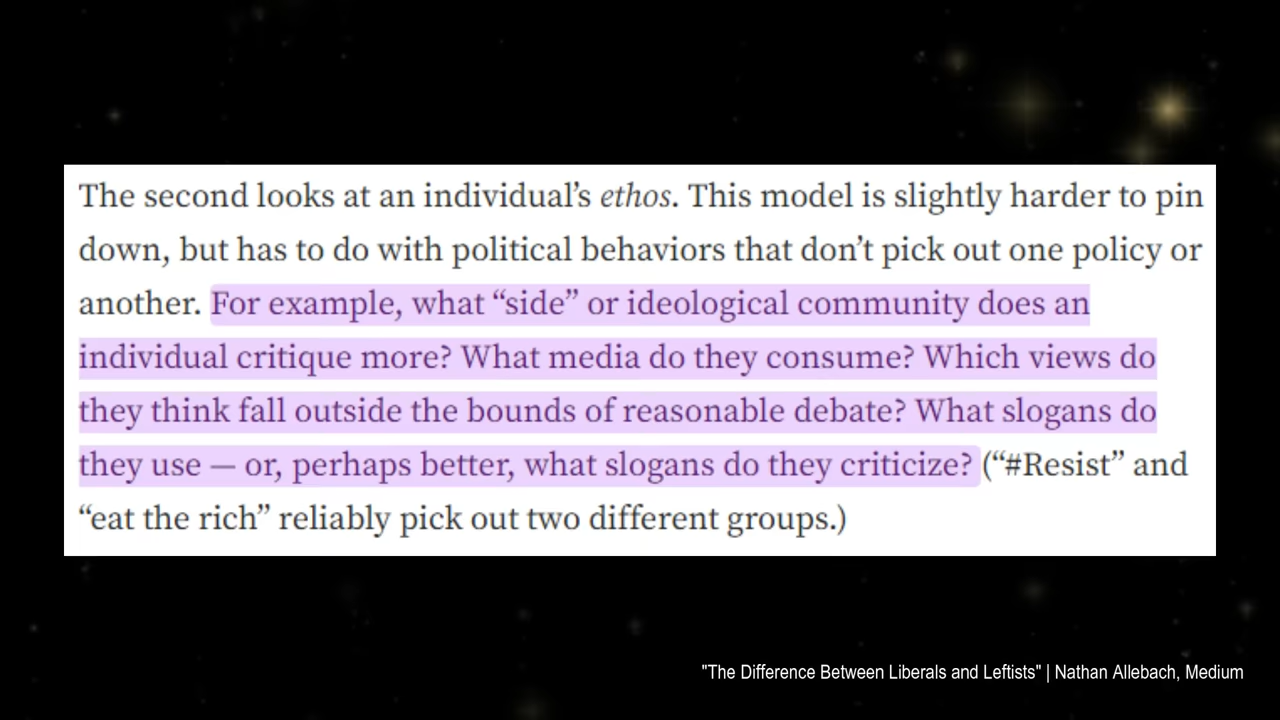 The second looks at an individual’s ethos. This model is slightly harder to pin
down, but has to do with political behaviors that don’t pick out one policy or
another. For example, what “side” or ideological community does an
individual critique more? What media do they consume? Which views do
they think fall outside the bounds of reasonable debate? What slogans do
they use — or, perhaps better, what slogans do they criticize? (“#Resist” and
“eat the rich” reliably pick out two different groups.)
"The Difference Between Liberals and Leftists" | Nathan Allebach, Medium